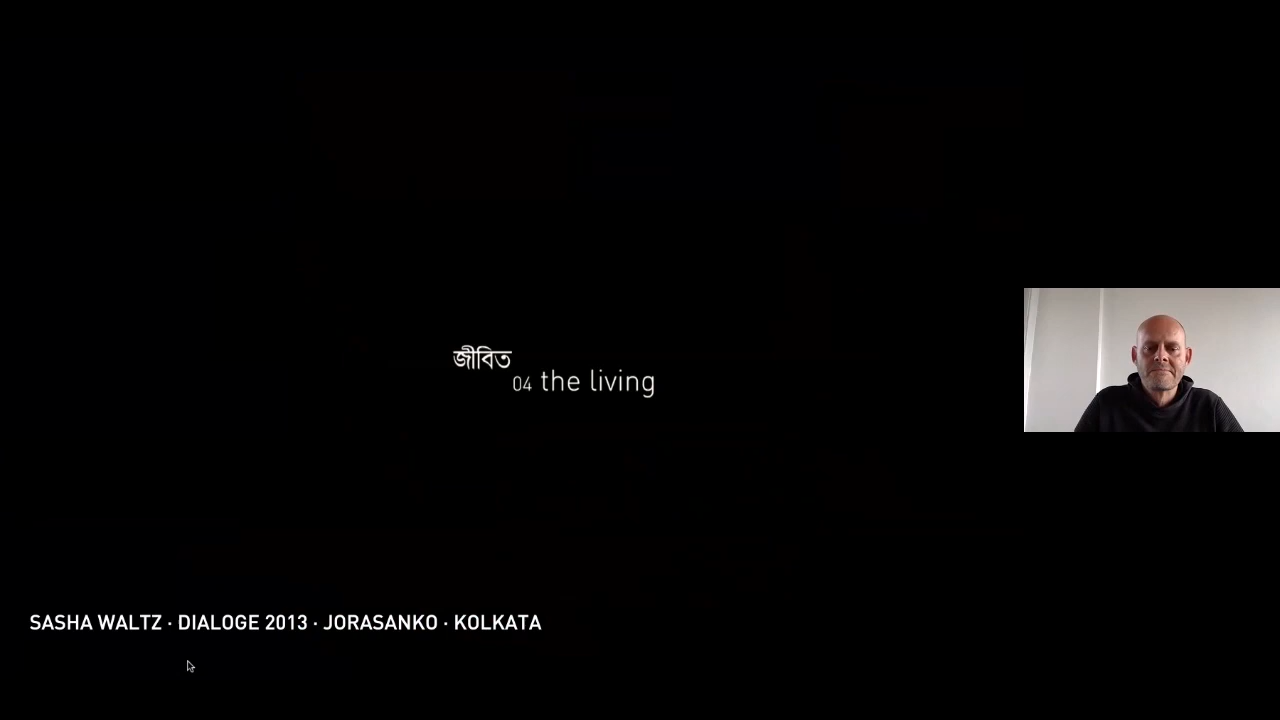 জীবিত
04 the living
SASHA WALTZ · DIALOGE 2013 · JORASANKO · KOLKATA